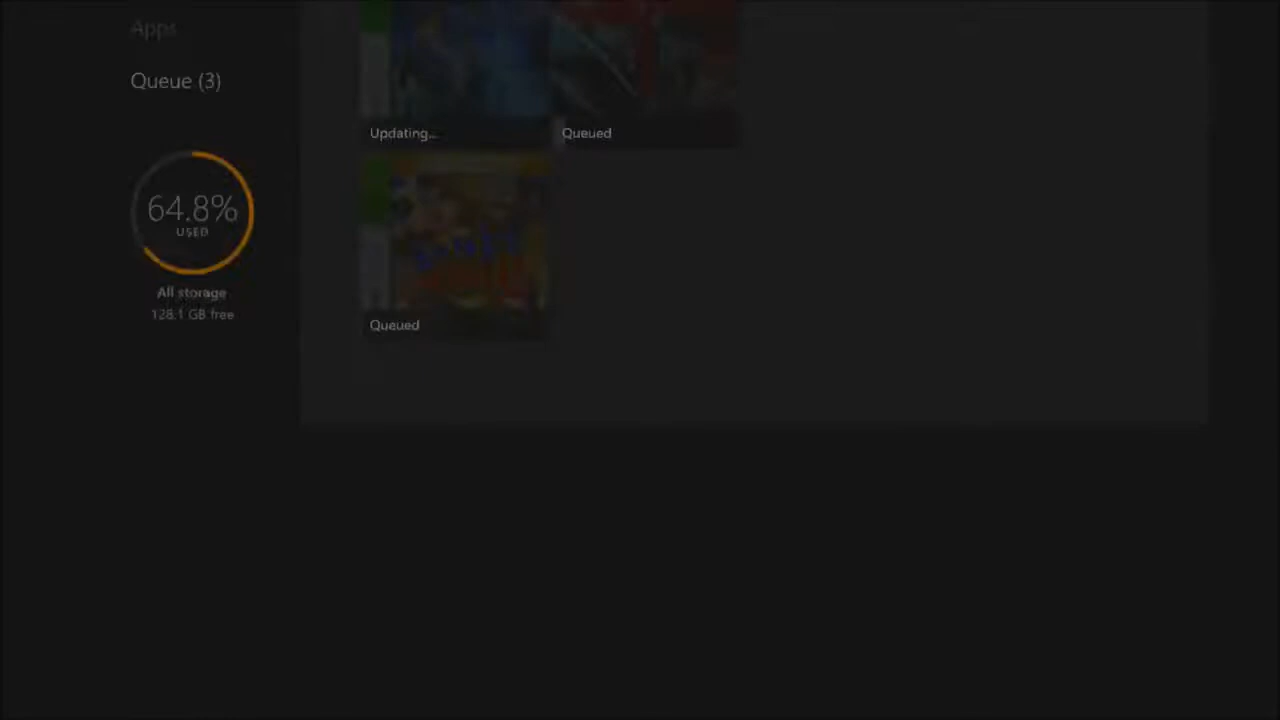 Apps
Queue (3)
Updating...
Queued
64.8%
USED
All storage
128.1 GB free
Queued